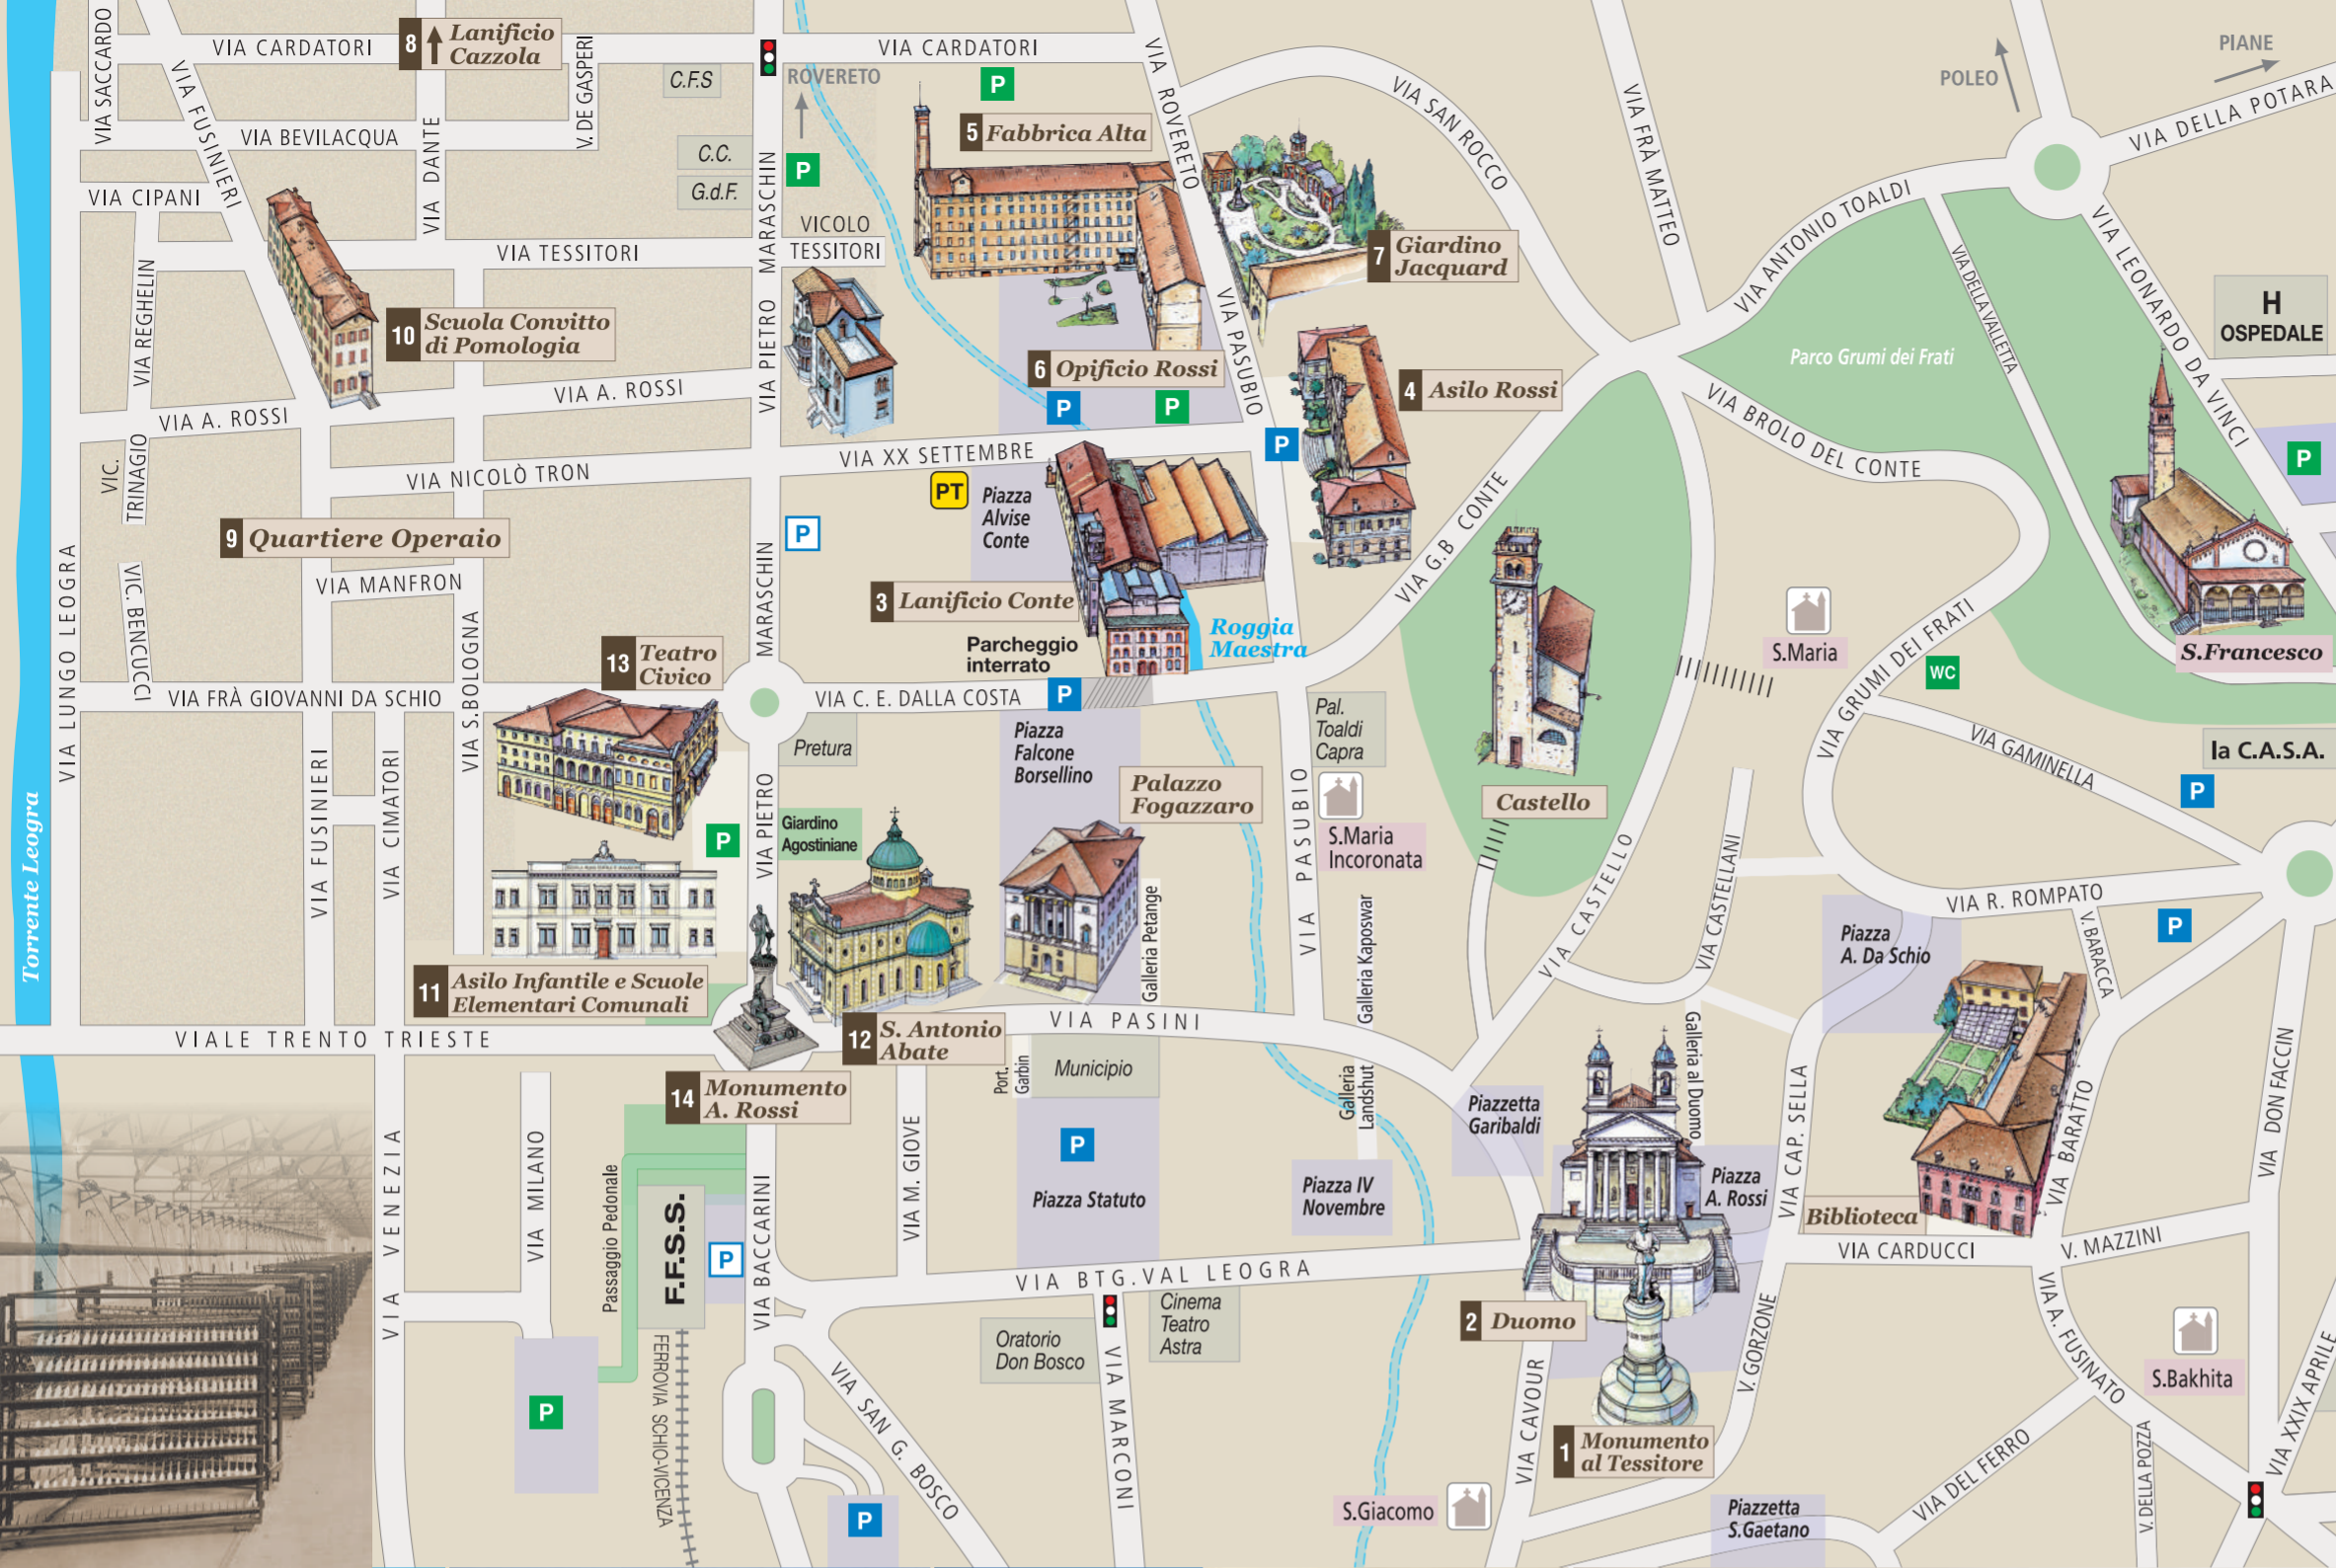 VIA SACCARDO
VIA CARDATORI
8
Lanificio
Cazzola
V. DE GASPERI
VIA FUSINIERI
C.F.S
ROVERETO
VIA CARDATORI
P
VIA ROVERETO
VIA SAN ROCCO
VIA FRÀ MATTEO
POLEO
PIANE
VIA DELLA POTARA
VIA BEVILACQUA
VIA DANTE
C.C.
G.d.F.
P
5
Fabbrica Alta
VIA CIPANI
VIA PIETRO MARASCHIN
VICOLO
TESSITORI
VIA TESSITORI
VIA REGHELIN
7
Giardino
Jacquard
VIA ANTONIO TOALDI
VIA DELLA VALLETTA
VIA LEONARDO DA VINCI
H
OSPEDALE
10
Scuola Convitto
di Pomologia
VIA PASUBIO
6
Opificio Rossi
4
Asilo Rossi
Parco Grumi dei Frati
VIA A. ROSSI
VIA A. ROSSI
P
P
VIA BROLO DEL CONTE
VIC.
TRINAGIO
VIA NICOLÒ TRON
VIA XX SETTEMBRE
P
P
PT
Piazza
Alvise
Conte
VIA G.B CONTE
9
Quartiere Operaio
P
VIA LUNGO LEOGRA
VIC. BENCUCCI
VIA MANFRON
VIA S.BOLOGNA
MARASCHIN
3
Lanificio Conte
Roggia
Maestra
Parcheggio
interrato
S.Maria
VIA GRUMI DEI FRATI
WC
S.Francesco
13
Teatro
Civico
VIA FRÀ GIOVANNI DA SCHIO
VIA C. E. DALLA COSTA
P
Pretura
Piazza
Falcone
Borsellino
Pal.
Toaldi
Capra
VIA GAMINELLA
la C.A.S.A.
P
VIA FUSINIERI
VIA CIMATORI
VIA PIETRO
Palazzo
Fogazzaro
VIA PASUBIO
Castello
P
Giardino
Agostiniane
S.Maria
Incoronata
Torrente Leogra
Galleria Petange
Galleria Kaposwar
VIA CASTELLO
VIA CASTELLANI
VIA R. ROMPATO
V. BARACCA
P
Piazza
A. Da Schio
11
Asilo Infantile e Scuole
Elementari Comunali
VIALE TRENTO TRIESTE
12
S. Antonio
Abate
VIA PASINI
Port.
Garbin
Municipio
Galleria
Landshut
Galleria al Duomo
14
Monumento
A. Rossi
Piazzetta
Garibaldi
VIA CAP. SELLA
VIA BARATTO
VIA DON FACCIN
VIA VENEZIA
VIA MILANO
Passaggio Pedonale
F.F.S.S.
P
VIA BACCARINI
VIA M. GIOVE
P
Piazza Statuto
Piazza IV
Novembre
Piazza
A. Rossi
Biblioteca
VIA CARDUCCI
V. MAZZINI
VIA BTG.VAL LEOGRA
Cinema
Teatro
Astra
Oratorio
Don Bosco
VIA MARCONI
2
Duomo
V. GORZONE
VIA CAVOUR
VIA A. FUSINATO
S.Bakhita
VIA XXIX APRILE
P
FERROVIA SCHIO-VICENZA
VIA SAN G. BOSCO
1
Monumento
al Tessitore
VIA DEL FERRO
V. DELLA POZZA
P
S.Giacomo
Piazzetta
S.Gaetano